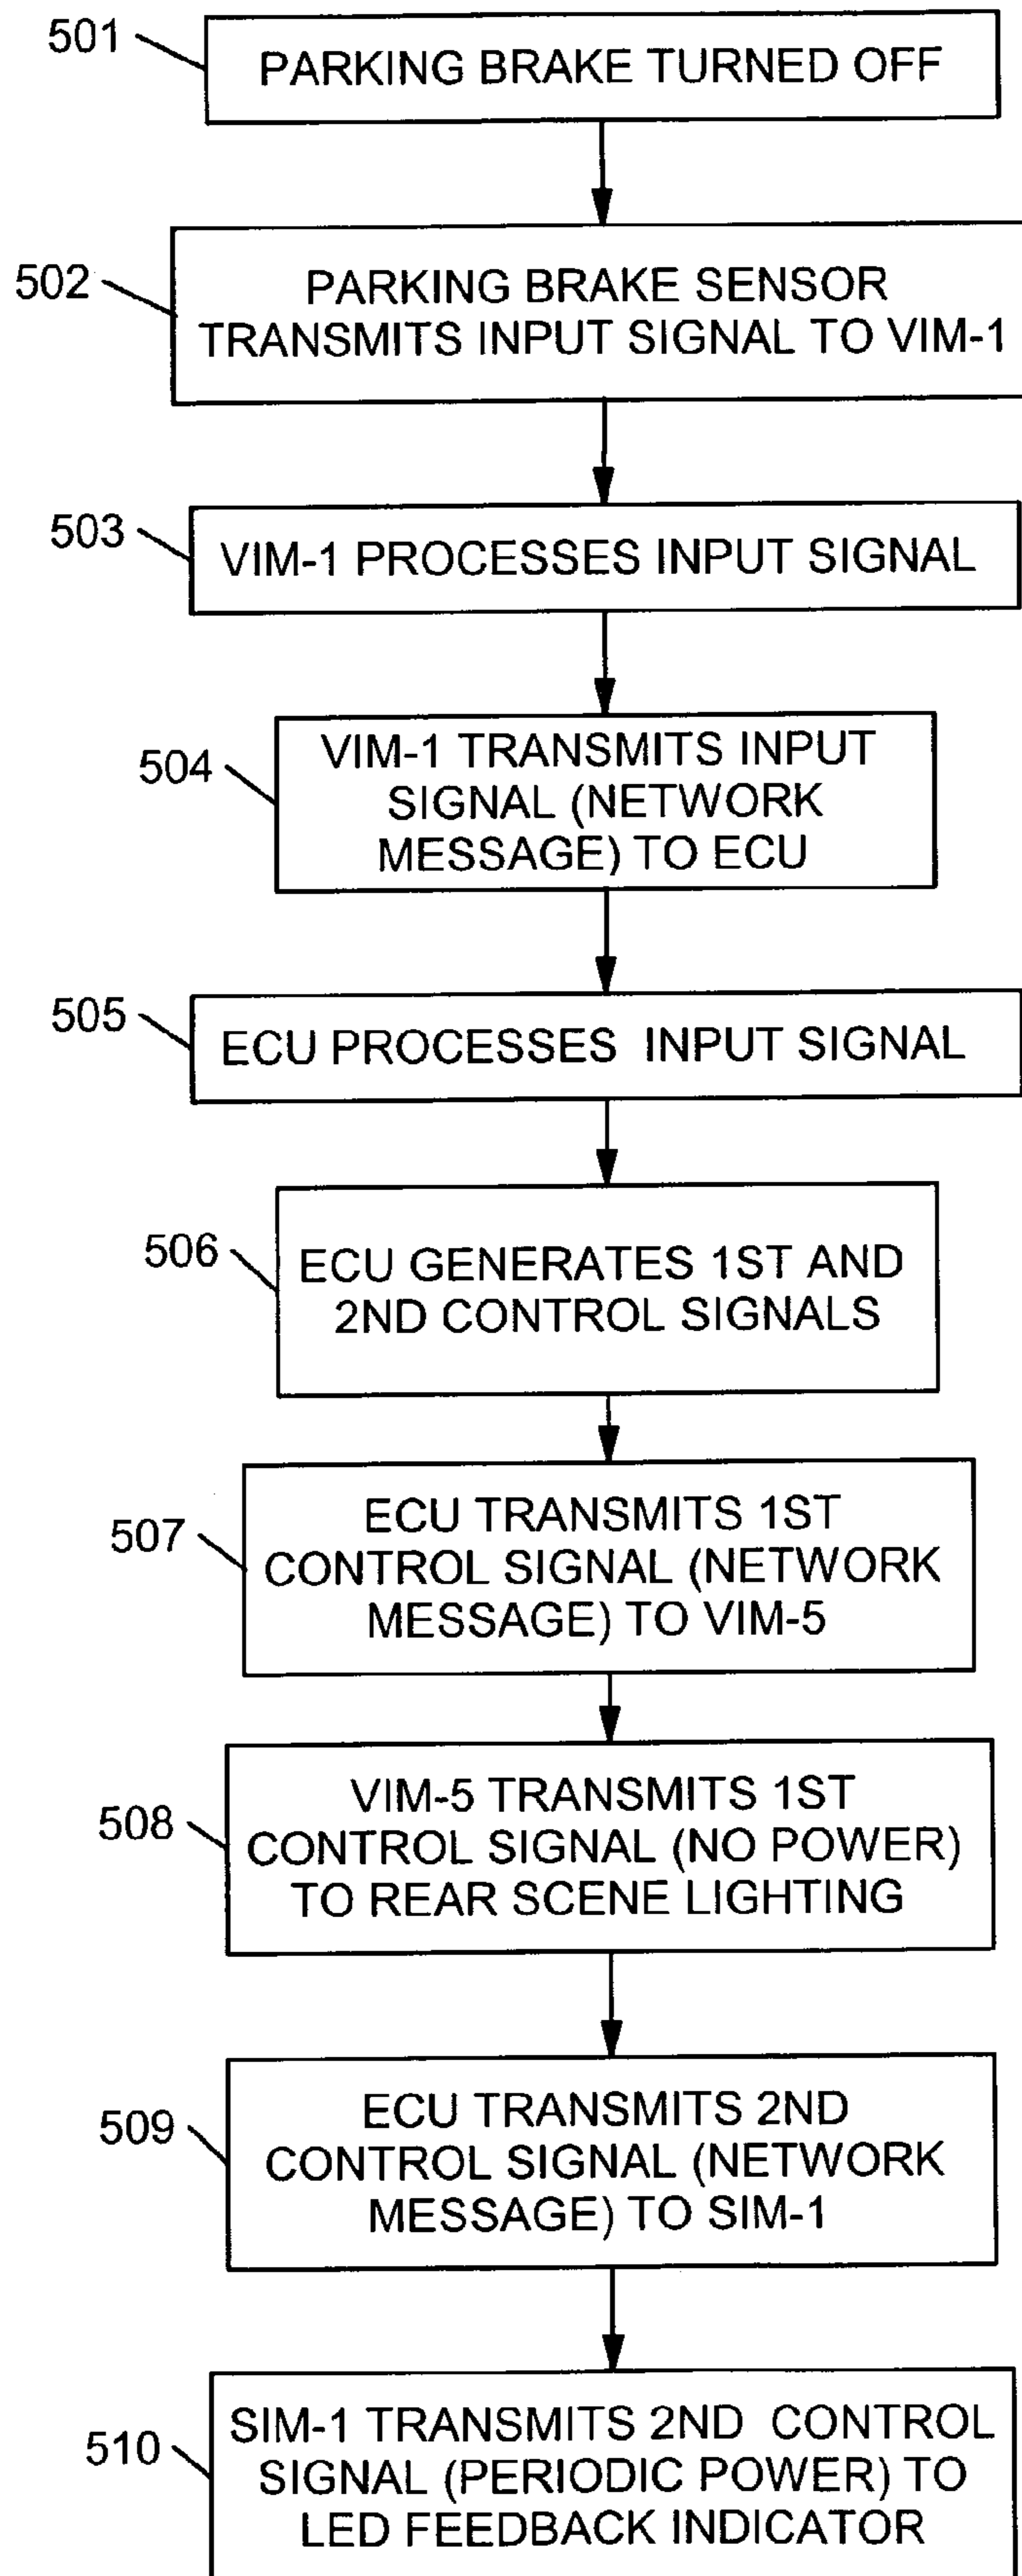 501
PARKING BRAKE TURNED OFF
502
PARKING BRAKE SENSOR
TRANSMITS INPUT SIGNAL TO VIM-1
503
VIM-1 PROCESSES INPUT SIGNAL
504
VIM-1 TRANSMITS INPUT
SIGNAL (NETWORK
MESSAGE) TO ECU
505
ECU PROCESSES INPUT SIGNAL
506
ECU GENERATES 1ST AND
2ND CONTROL SIGNALS
507
ECU TRANSMITS 1ST
CONTROL SIGNAL (NETWORK
MESSAGE) TO VIM-5
508
VIM-5 TRANSMITS 1ST
CONTROL SIGNAL (NO POWER)
TO REAR SCENE LIGHTING
509
ECU TRANSMITS 2ND
CONTROL SIGNAL (NETWORK
MESSAGE) TO SIM-1
510
SIM-1 TRANSMITS 2ND CONTROL
SIGNAL (PERIODIC POWER) TO
LED FEEDBACK INDICATOR